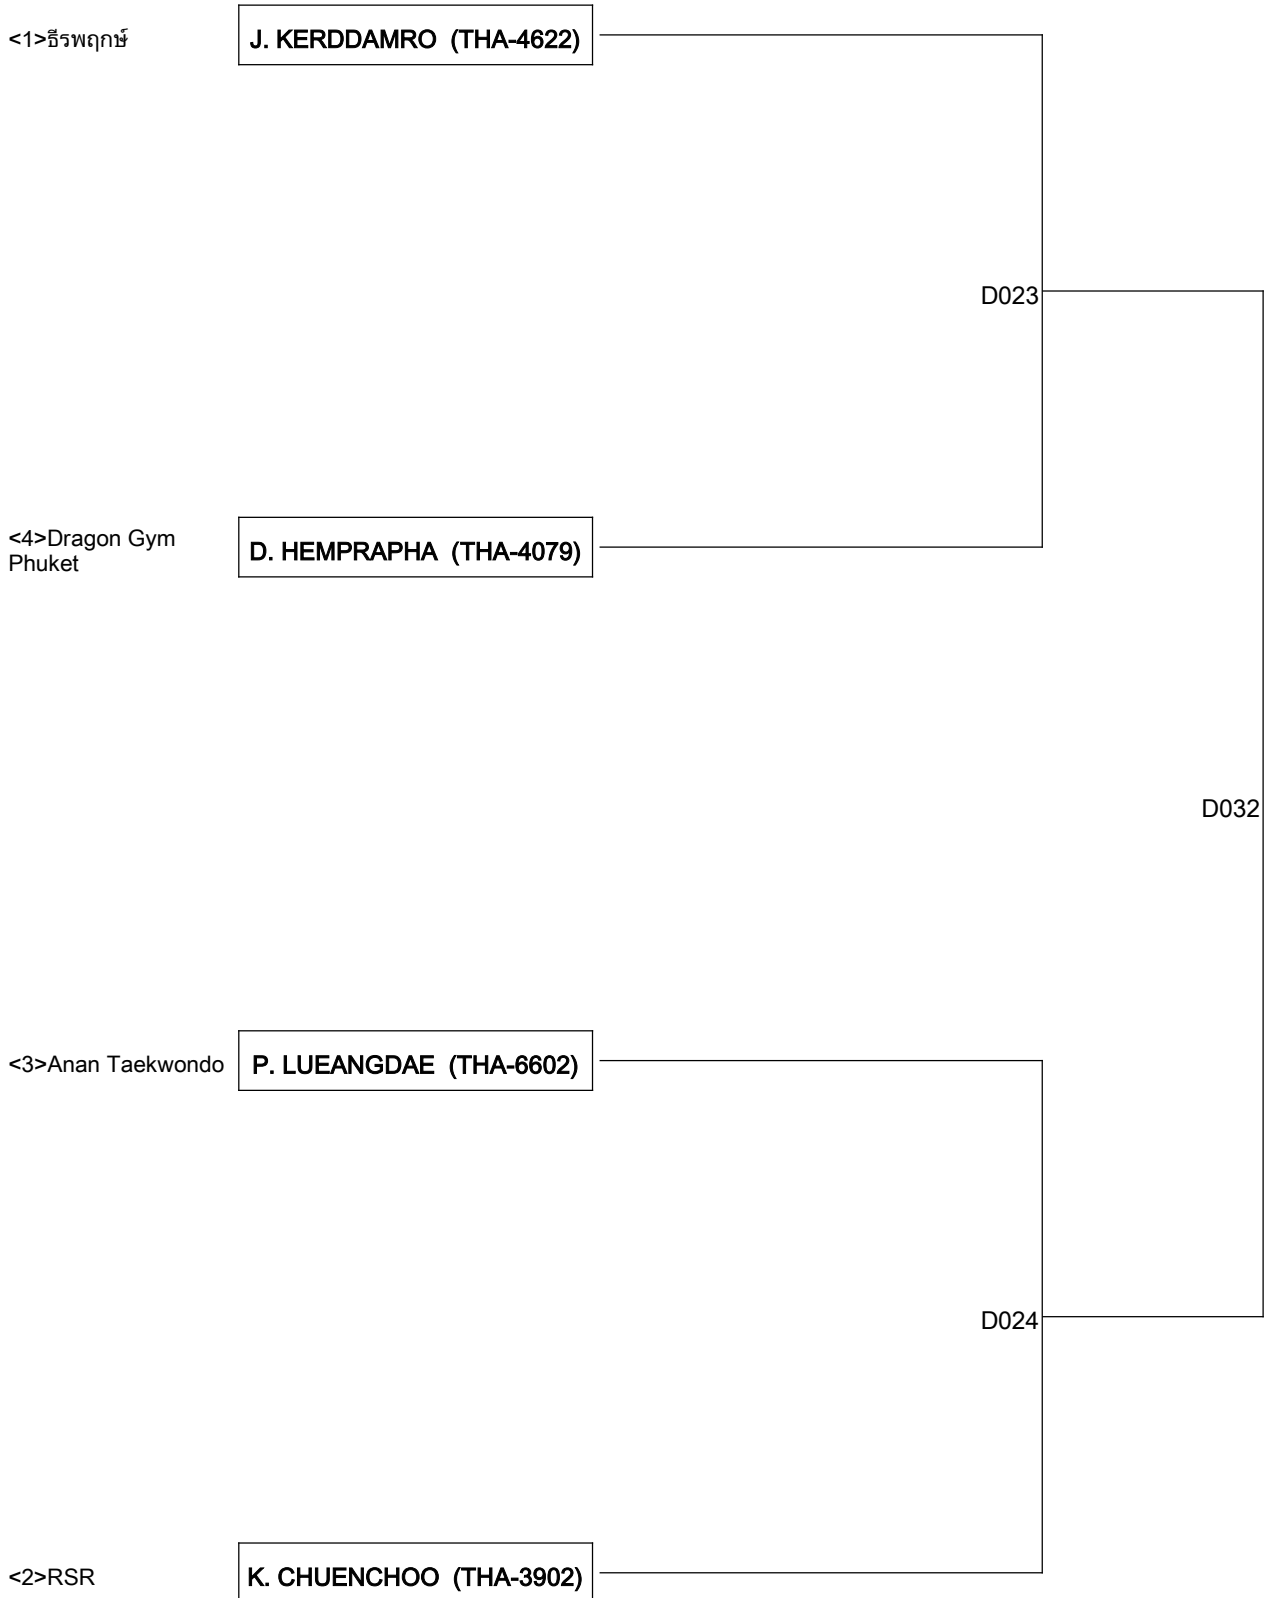 <1>ธีรพฤกษ์
J. KERDDAMRO (THA-4622)
D023
<4>Dragon Gym
Phuket
D. HEMPRAPHA (THA-4079)
D032
<3>Anan Taekwondo
P. LUEANGDAE (THA-6602)
D024
<2>RSR
K. CHUENCHOO (THA-3902)